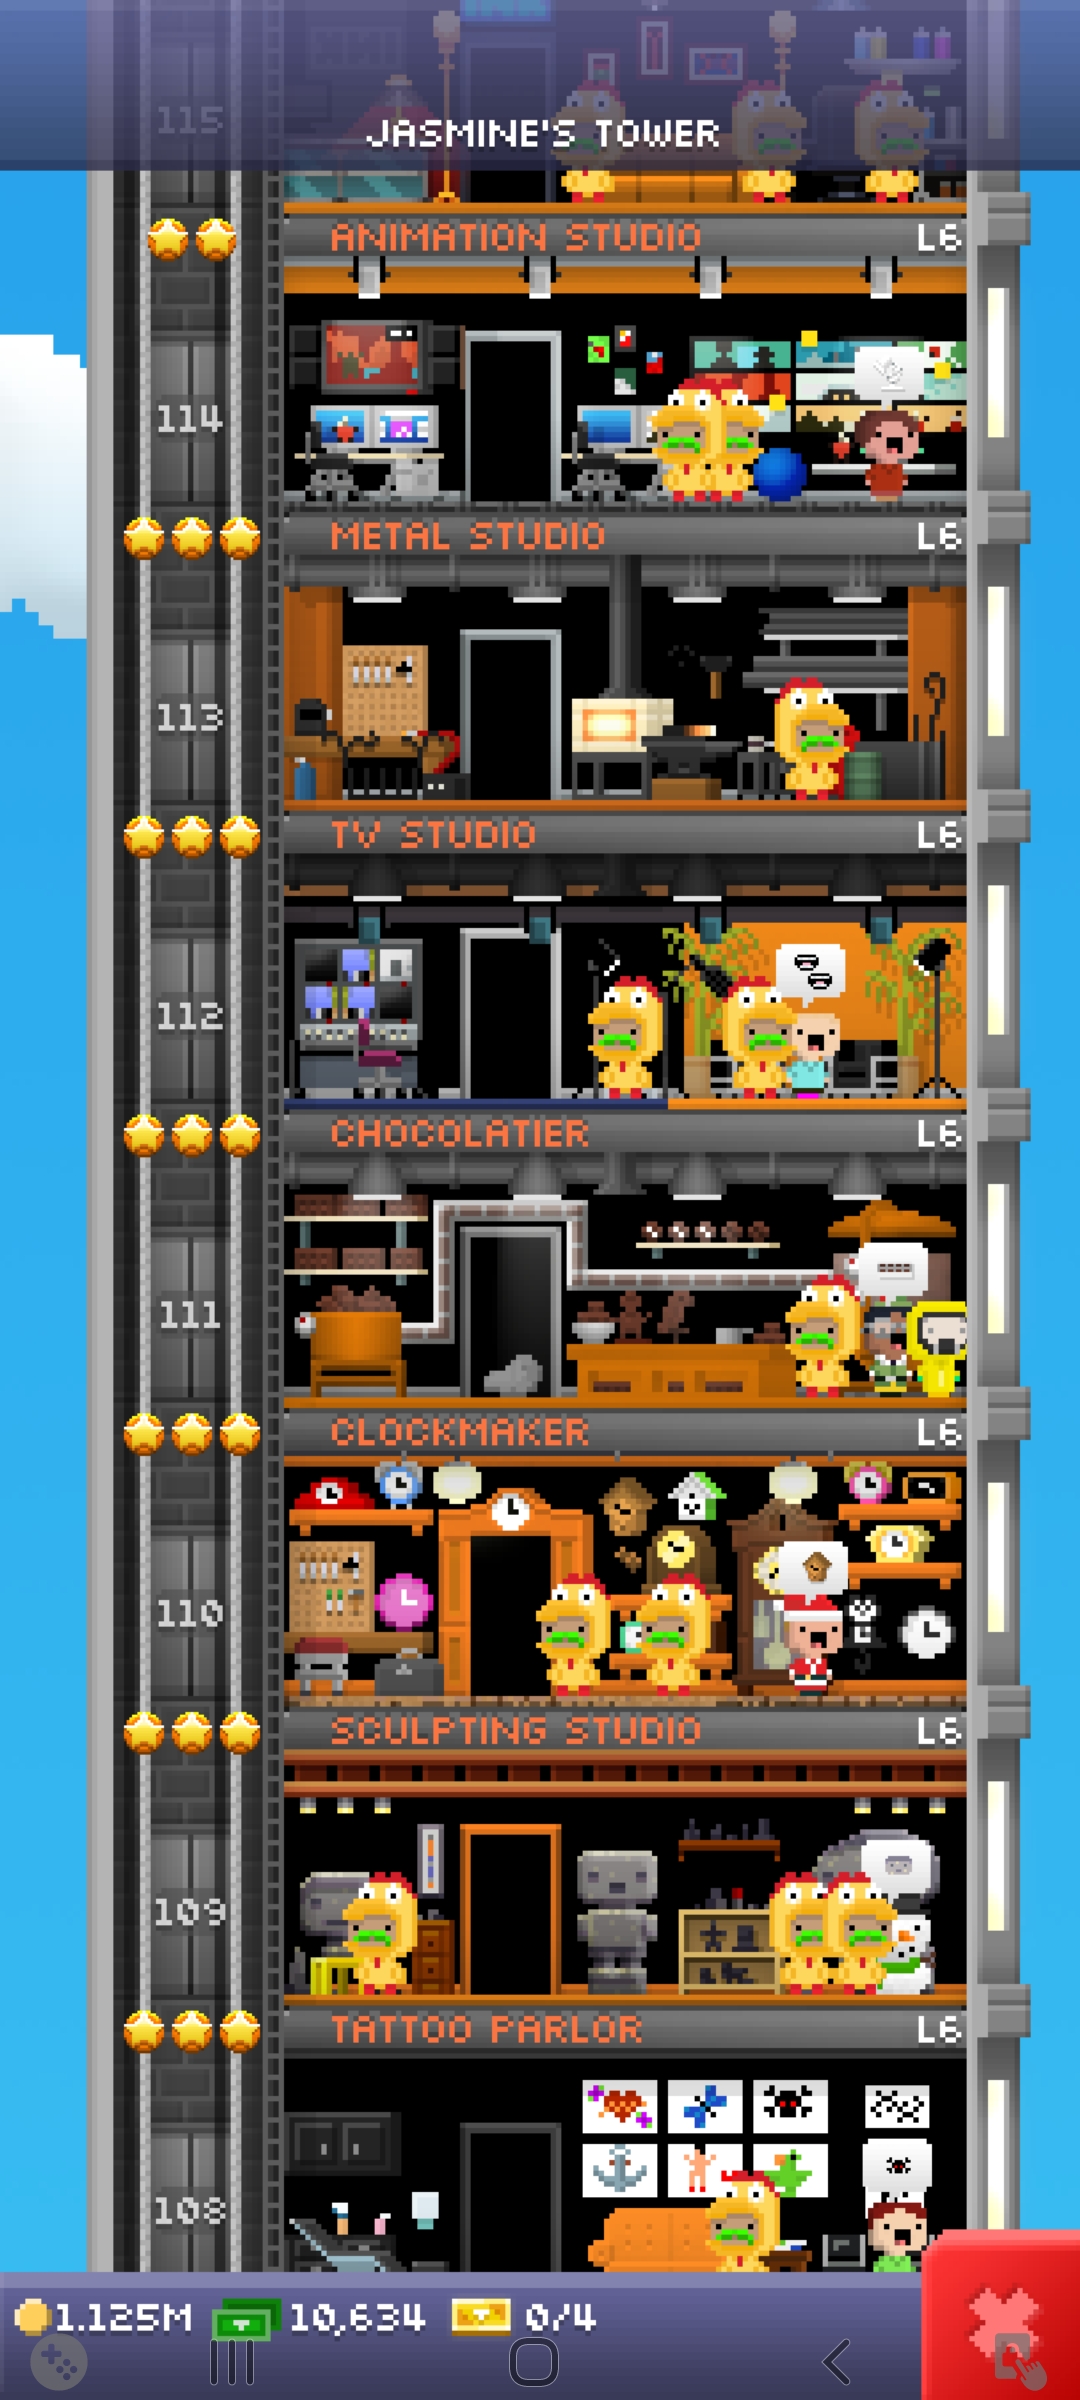 INK
115
JASMINE'S TOWER
ANIMATION STUDIO L6
114
METAL STUDIO L6
113
TV STUDIO L6
112
CHOCOLATIER L6
111
CLOCKMAKER L6
110
SCULPTING STUDIO L6
109
TATTOO PARLOR L6
108
1.125M 10,634 0/4